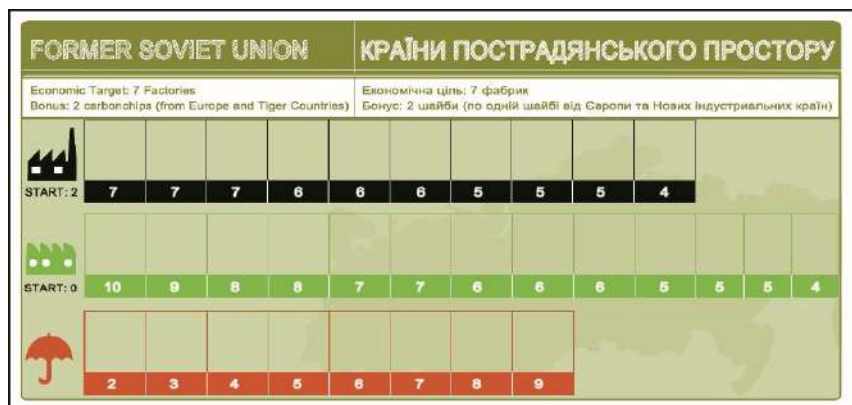 FORMER SOVIET UNION
КРАЇНИ ПОСТРАДЯНСЬКОГО ПРОСТОРУ
Economic Target: 7 Factories
Bonus: 2 carbonchips (from Europe and Tiger Countries)
Економічна ціль: 7 фабрик
Бонус: 2 шайби (по одній шайбі від Європи та Нових індустриальних країн)
START: 2 7 7 7 6 6 6 5 5 5 4
START: 0 10 9 8 8 7 7 6 6 6 5 5 5 4
2 3 4 5 6 7 8 9